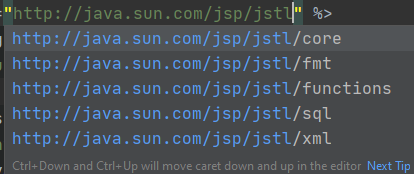 "http://java.sun.com/jsp/jstl" %>
http://java.sun.com/jsp/jstl/core
http://java.sun.com/jsp/jstl/fmt
http://java.sun.com/jsp/jstl/functions
http://java.sun.com/jsp/jstl/sql
http://java.sun.com/jsp/jstl/xml
Ctrl+Down and Ctrl+Up will move caret down and up in the editor Next Tip